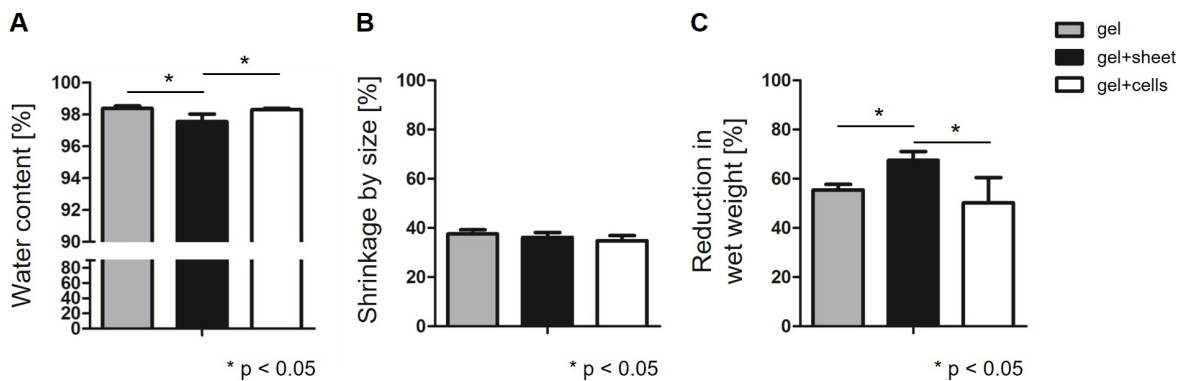 A
B
C
gel
gel+sheet
gel+cells
Water content [%]
100
98
96
94
92
90
80
60
40
20
0
*
*
* p < 0.05
Shrinkage by size [%]
100
80
60
40
20
0
* p < 0.05
Reduction in
wet weight [%]
100
80
60
40
20
0
*
*
* p < 0.05